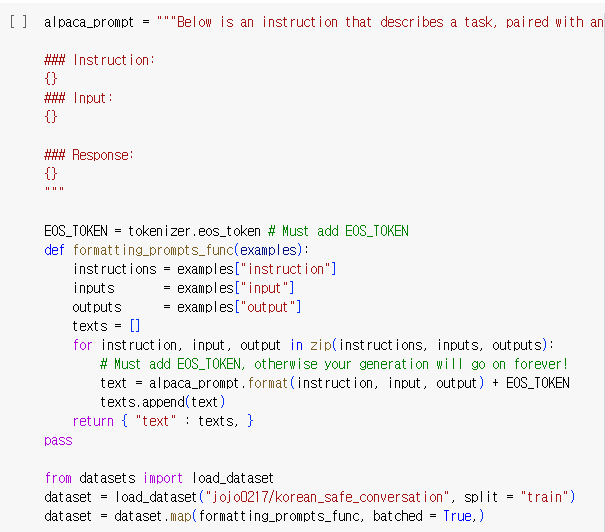 [ ] alpaca_prompt = """Below is an instruction that describes a task, paired with an
### Instruction:
{}
### Input:
{}
### Response:
{}
"""
EOS_TOKEN = tokenizer.eos_token # Must add EOS_TOKEN
def formatting_prompts_func(examples):
    instructions = examples["instruction"]
    inputs       = examples["input"]
    outputs      = examples["output"]
    texts = []
    for instruction, input, output in zip(instructions, inputs, outputs):
        # Must add EOS_TOKEN, otherwise your generation will go on forever!
        text = alpaca_prompt.format(instruction, input, output) + EOS_TOKEN
        texts.append(text)
    return { "text" : texts, }
pass
from datasets import load_dataset
dataset = load_dataset("jojo0217/korean_safe_conversation", split = "train")
dataset = dataset.map(formatting_prompts_func, batched = True,)